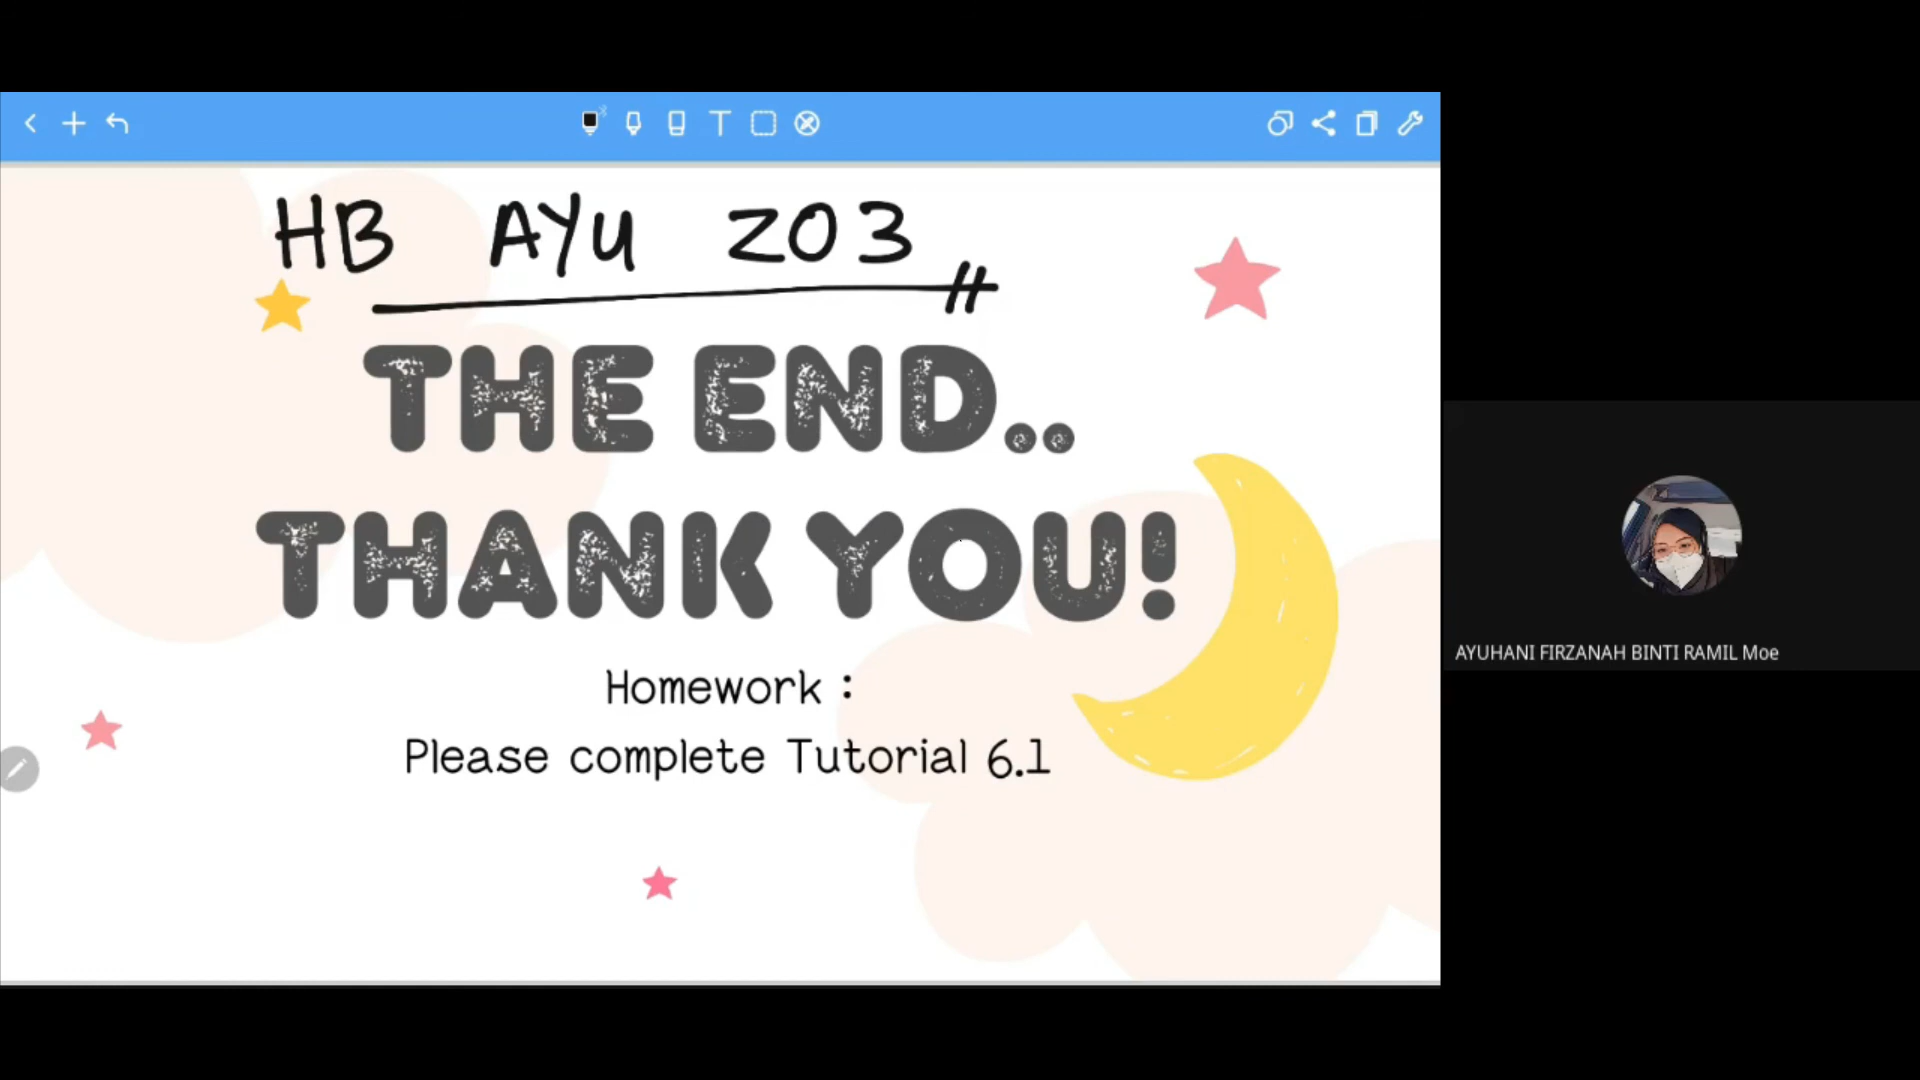 HB AYU 203
THE END..
THANK YOU!
Homework :
Please complete Tutorial 6.1
AYUHANI FIRZANAH BINTI RAMIL Moe